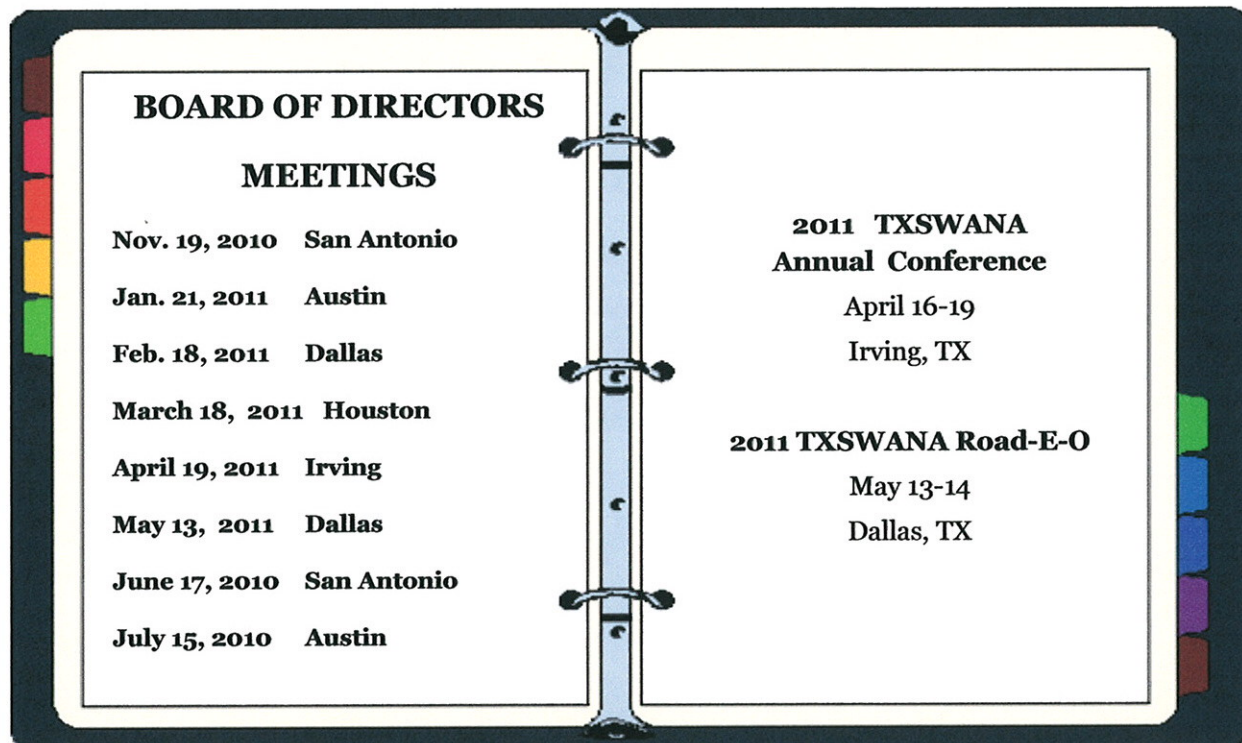 BOARD OF DIRECTORS
MEETINGS
Nov. 19, 2010 San Antonio
Jan. 21, 2011 Austin
Feb. 18, 2011 Dallas
March 18, 2011 Houston
April 19, 2011 Irving
May 13, 2011 Dallas
June 17, 2010 San Antonio
July 15, 2010 Austin
2011 TXSWANA
Annual Conference
April 16-19
Irving, TX
2011 TXSWANA Road-E-O
May 13-14
Dallas, TX